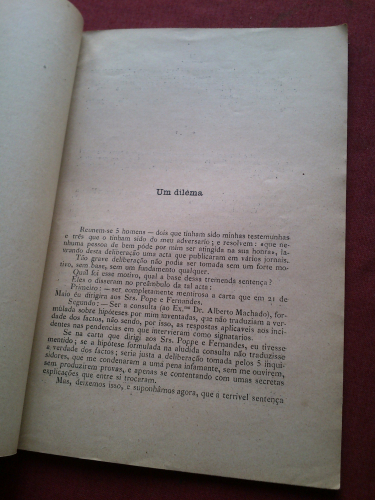 Um dilema
Reunem-se 5 homens — dois que tinham sido minhas testemunhas
e três que o tinham sido do meu adversario; e resolvem: «que ne-
nhuma pessoa de bem póde por mim ser atingida na sua honra», la-
vrando desta deliberação uma acta que publicaram em vários jornais.
Tão grave deliberação não podia ser tomada sem um forte mo-
tivo, sem base, sem um fundamento qualquer.
Qual foi esse motivo, qual a base dessa tremenda sentença?
Eles o disseram no preâmbulo da tal acta:
Primeiro: — ser completamente mentirosa a carta que em 21 de
Maio eu dirigira aos Srs. Poppe e Fernandes.
Segundo: — Ser a consulta (ao Ex.mo Dr. Alberto Machado), for-
mulada sobre hipóteses por mim aventadas, que não traduziam a ver-
dade dos factos, não sendo, por isso, as respostas aplicaveis aos inci-
dentes nas pendencias em que intervieram como signatarios.
Se na carta que dirigi aos Srs. Poppe e Fernandes, eu tivesse
mentido; se a hipótese formulada na aludida consulta não traduzisse
a verdade dos factos; seria justa a deliberação tomada pelos 5 inqui-
sidores, que me condenaram a uma pena infamante, sem me ouvirem,
sem produzirem provas, e apenas se contentando com umas secretas
explicações que entre si trocaram.
Mas, deixemos isso, e suponhâmos agora, que a terrivel sentença